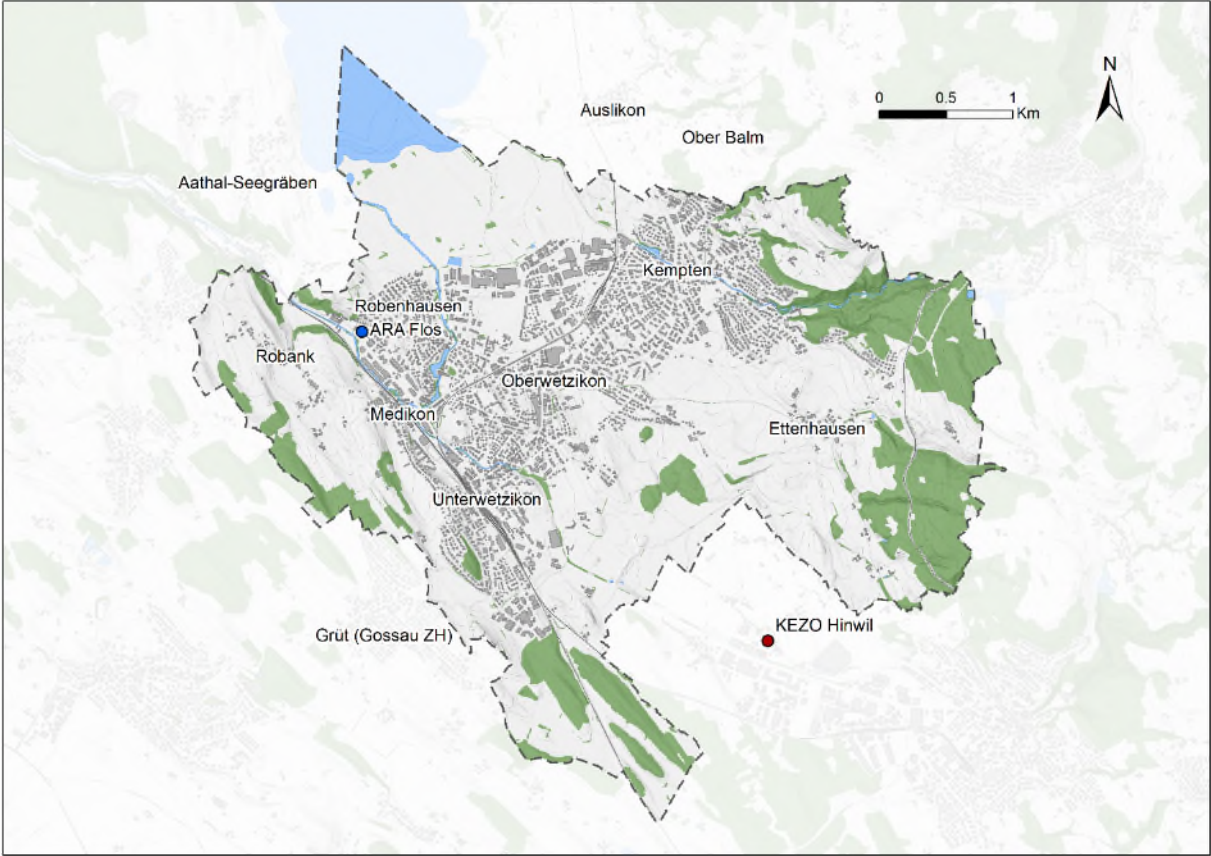 N
0 0.5 1
Km
Auslikon
Ober Balm
Aathal-Seegräben
Kempten
Robenhausen
ARA Flos
Robank
Oberwetzikon
Medikon
Ettenhausen
Unterwetzikon
KEZO Hinwil
Grüt (Gossau ZH)